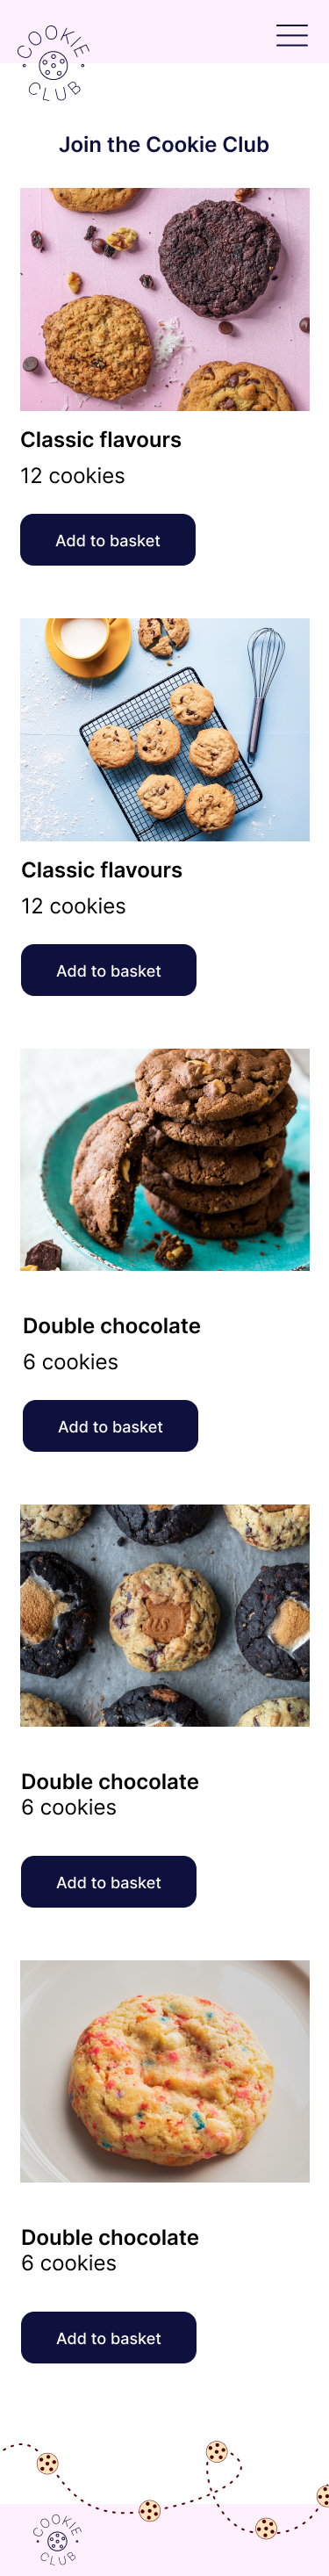 COOKIE
CLUB
Join the Cookie Club
Classic flavours
12 cookies
Add to basket
Classic flavours
12 cookies
Add to basket
Double chocolate
6 cookies
Add to basket
Double chocolate
6 cookies
Add to basket
Double chocolate
6 cookies
Add to basket
COOKIE
CLUB